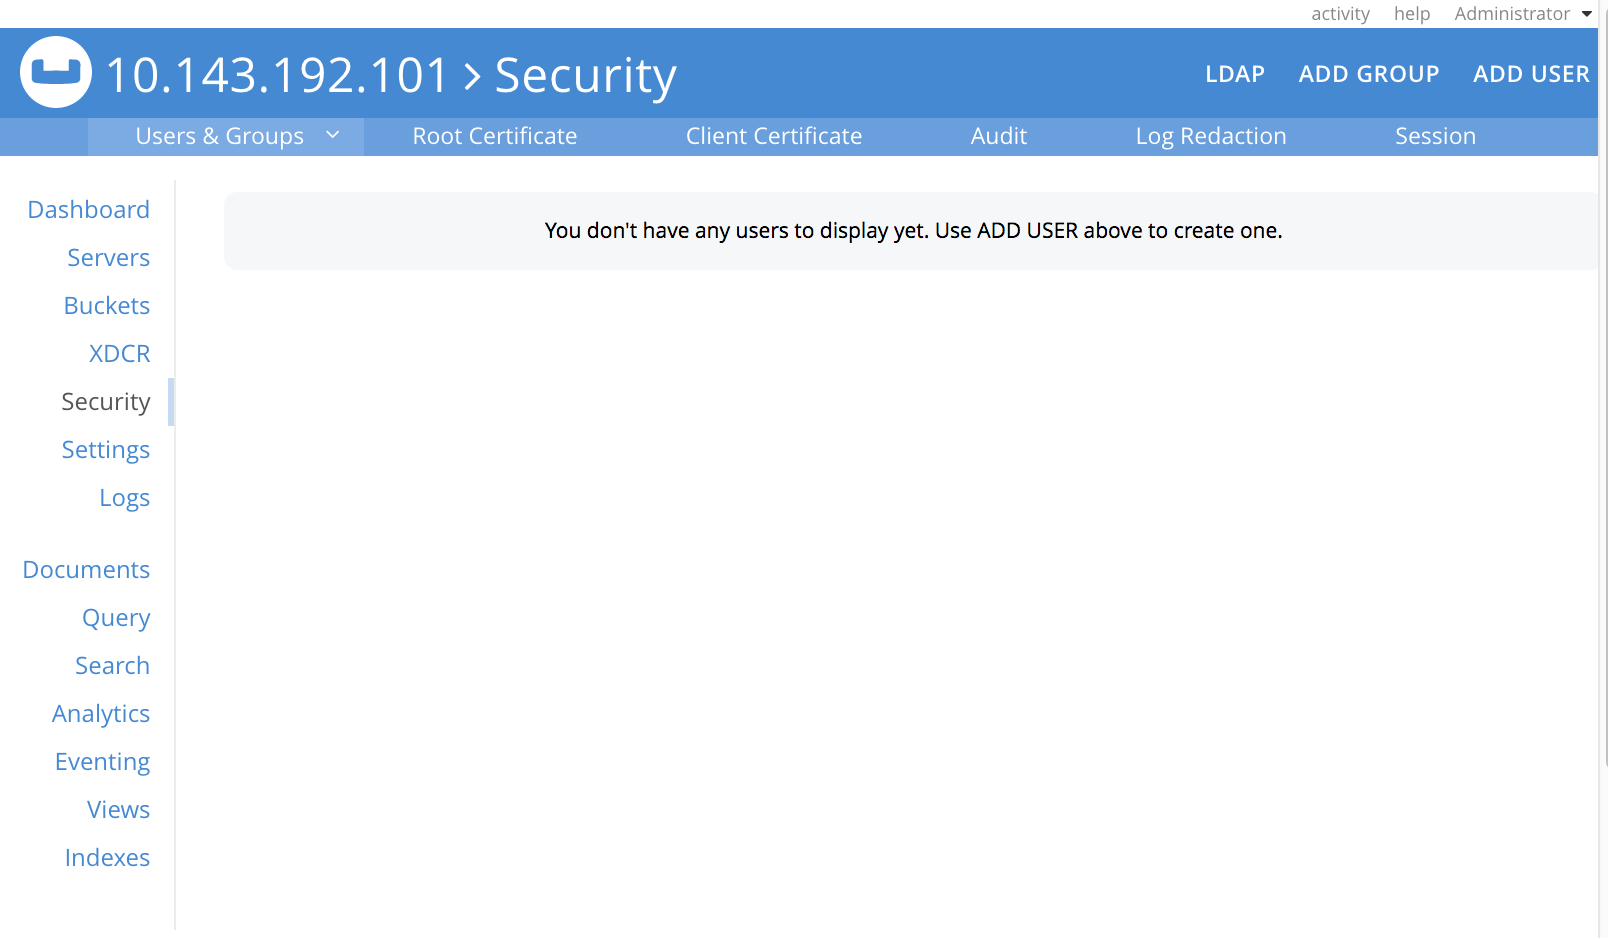 activity help Administrator
10.143.192.101 > Security
LDAP ADD GROUP ADD USER
Users & Groups Root Certificate Client Certificate Audit Log Redaction Session
Dashboard
Servers
Buckets
XDCR
Security
Settings
Logs
Documents
Query
Search
Analytics
Eventing
Views
Indexes
You don't have any users to display yet. Use ADD USER above to create one.